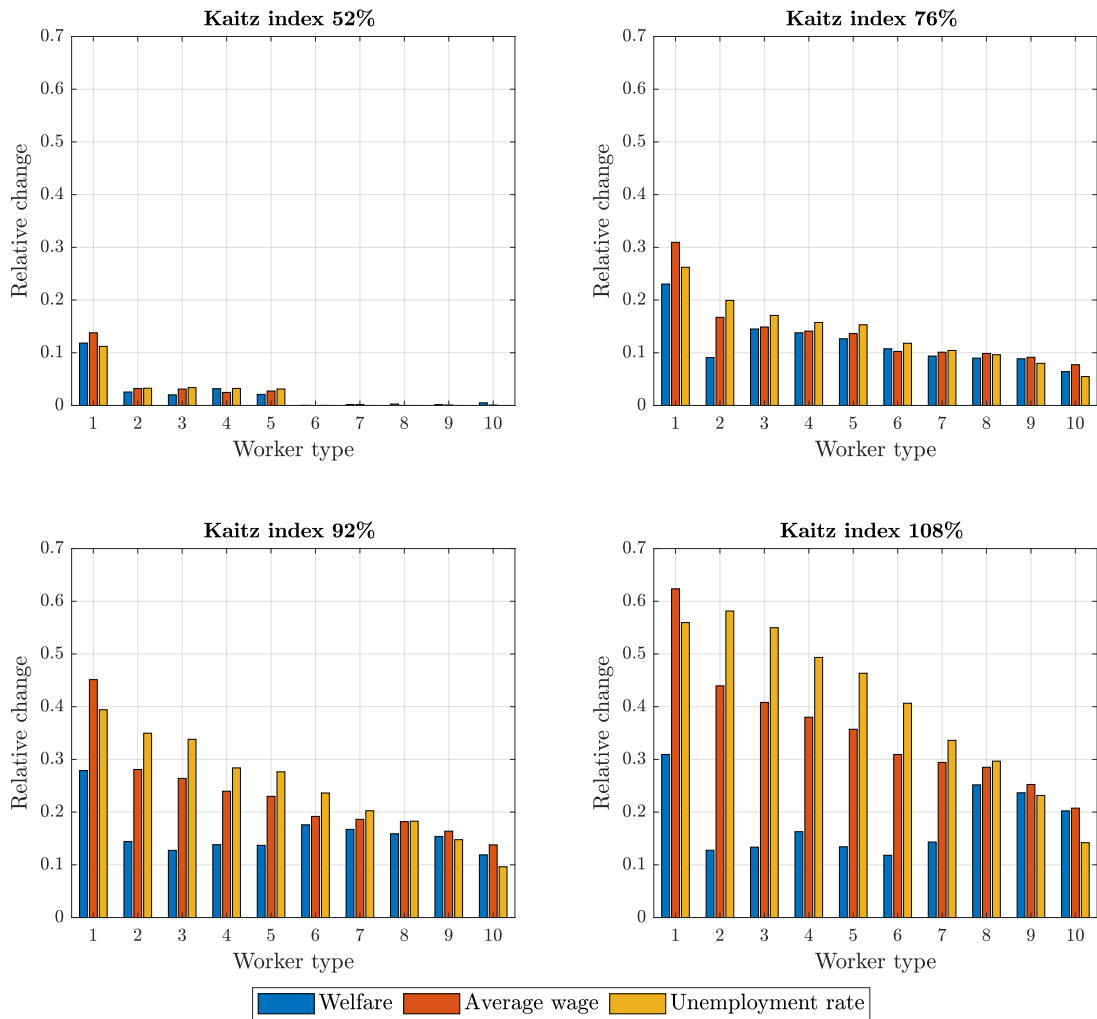 Kaitz index 52%
0.7
0.6
0.5
0.4
0.3
0.2
0.1
0
Relative change
1 2 3 4 5 6 7 8 9 10
Worker type
Kaitz index 76%
0.7
0.6
0.5
0.4
0.3
0.2
0.1
0
Relative change
1 2 3 4 5 6 7 8 9 10
Worker type
Kaitz index 92%
0.7
0.6
0.5
0.4
0.3
0.2
0.1
0
Relative change
1 2 3 4 5 6 7 8 9 10
Worker type
Kaitz index 108%
0.7
0.6
0.5
0.4
0.3
0.2
0.1
0
Relative change
1 2 3 4 5 6 7 8 9 10
Worker type
Welfare Average wage Unemployment rate